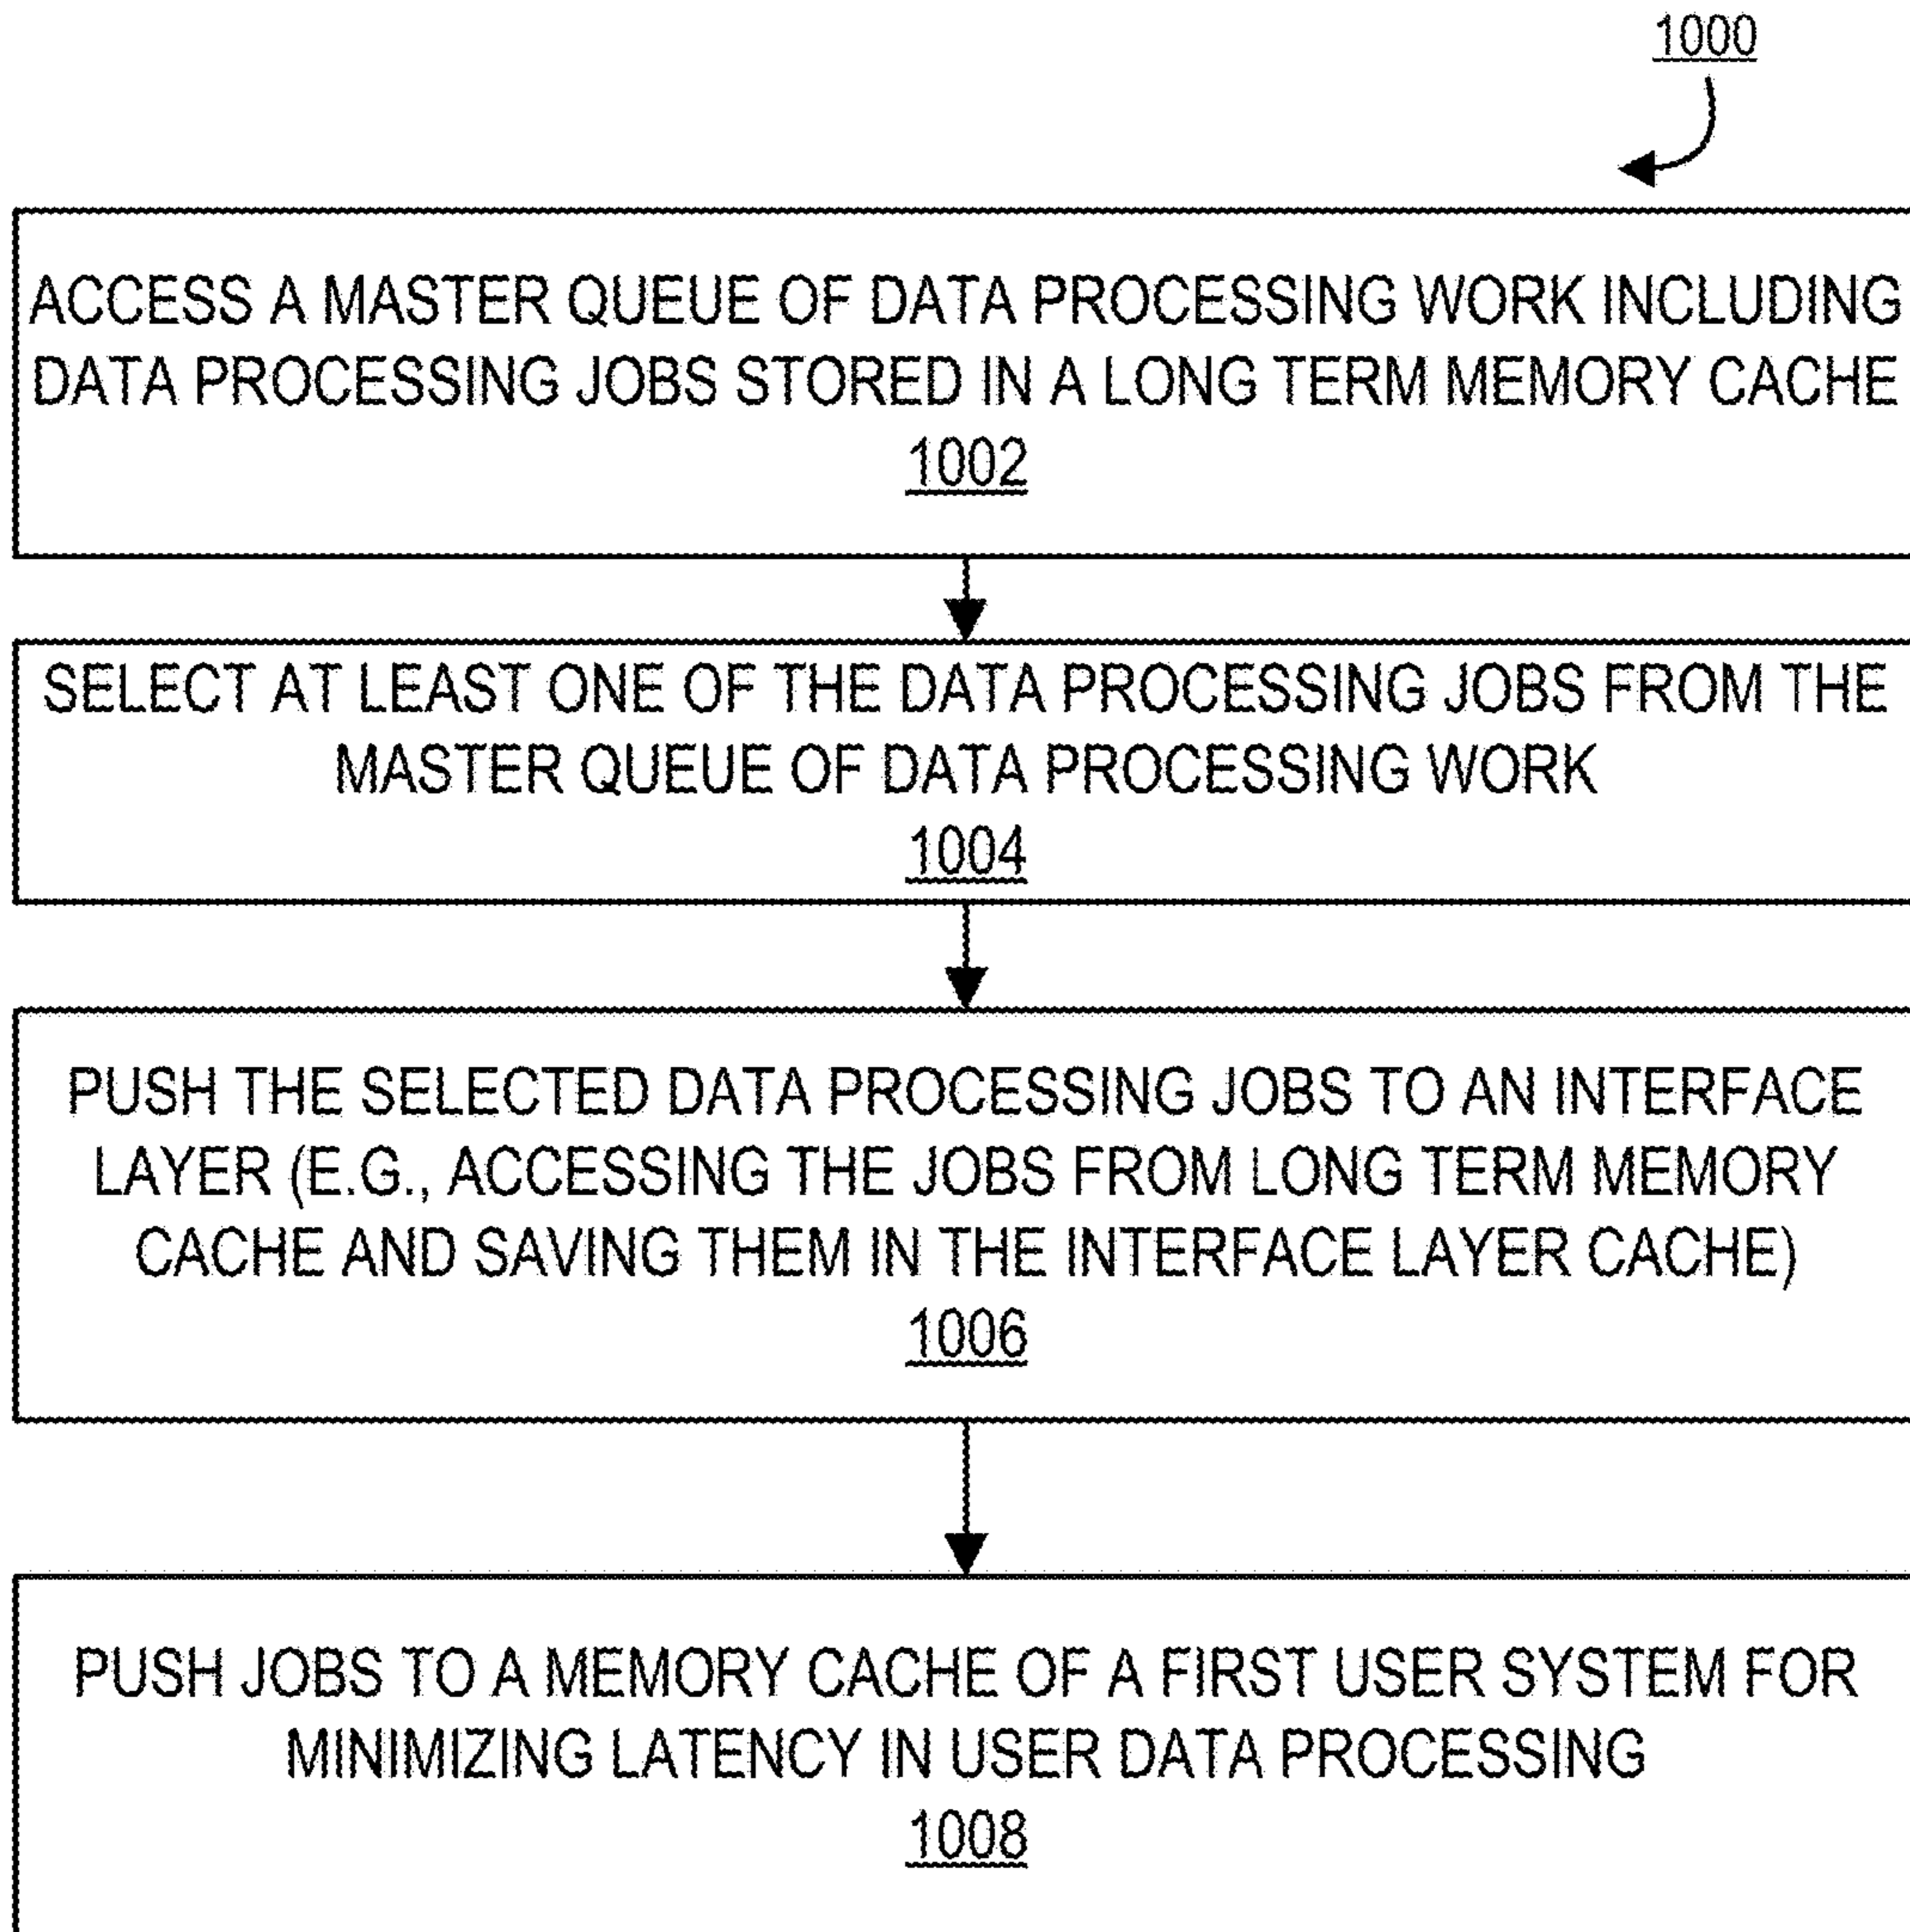 1000
ACCESS A MASTER QUEUE OF DATA PROCESSING WORK INCLUDING
DATA PROCESSING JOBS STORED IN A LONG TERM MEMORY CACHE
1002
SELECT AT LEAST ONE OF THE DATA PROCESSING JOBS FROM THE
MASTER QUEUE OF DATA PROCESSING WORK
1004
PUSH THE SELECTED DATA PROCESSING JOBS TO AN INTERFACE
LAYER (E.G., ACCESSING THE JOBS FROM LONG TERM MEMORY
CACHE AND SAVING THEM IN THE INTERFACE LAYER CACHE)
1006
PUSH JOBS TO A MEMORY CACHE OF A FIRST USER SYSTEM FOR
MINIMIZING LATENCY IN USER DATA PROCESSING
1008